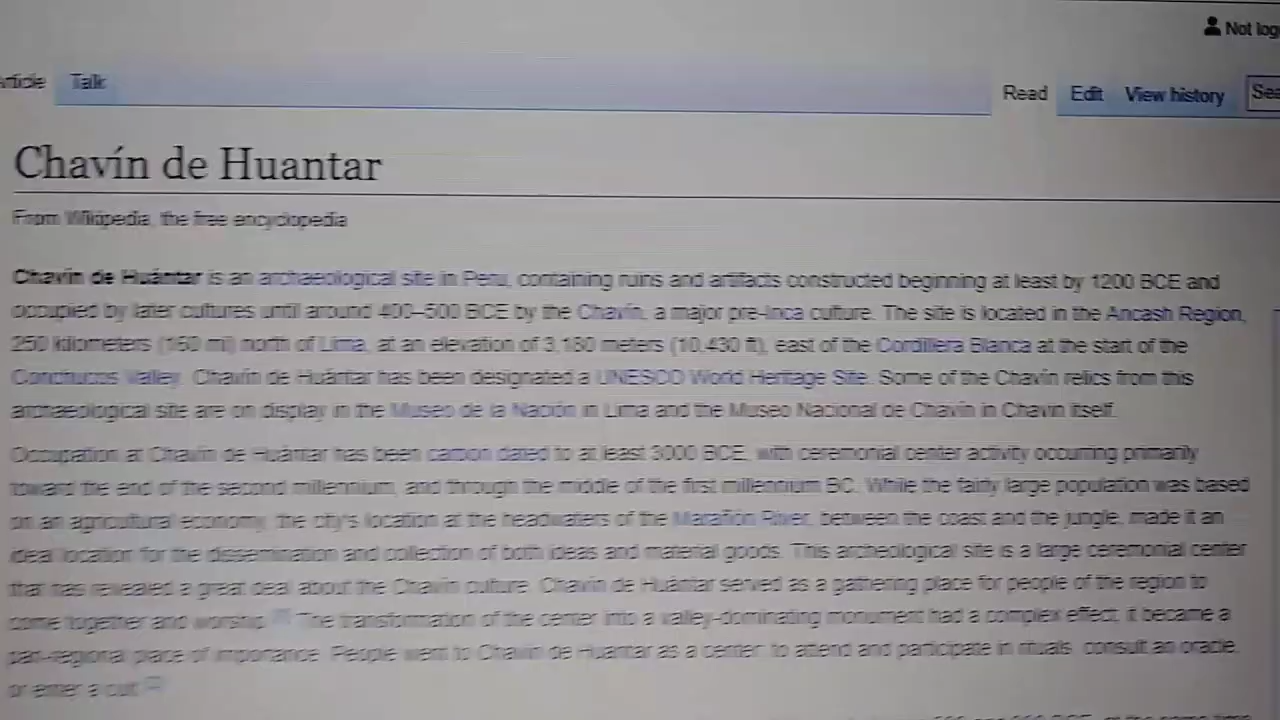 Not log
Article Talk Read Edit View history Sea
Chavín de Huantar
From Wikipedia, the free encyclopedia
Chavín de Huántar is an archaeological site in Peru, containing ruins and artifacts constructed beginning at least by 1200 BCE and
occupied by later cultures until around 400–500 BCE by the Chavín, a major pre-Inca culture. The site is located in the Ancash Region,
250 kilometers (160 mi) north of Lima, at an elevation of 3,180 meters (10,430 ft), east of the Cordillera Blanca at the start of the
Conchucos Valley. Chavín de Huántar has been designated a UNESCO World Heritage Site. Some of the Chavín relics from this
archaeological site are on display in the Museo de la Nación in Lima and the Museo Nacional de Chavín in Chavín itself.
Occupation at Chavín de Huántar has been carbon dated to at least 3000 BCE, with ceremonial center activity occurring primarily
toward the end of the second millennium, and through the middle of the first millennium BC. While the fairly large population was based
on an agricultural economy, the city's location at the headwaters of the Marañón River, between the coast and the jungle, made it an
ideal location for the dissemination and collection of both ideas and material goods. This archeological site is a large ceremonial center
that has revealed a great deal about the Chavín culture. Chavín de Huántar served as a gathering place for people of the region to
come together and worship. The transformation of the center into a valley-dominating monument had a complex effect; it became a
pan-regional place of importance. People went to Chavin de Huantar as a center: to attend and participate in rituals, consult an oracle,
or enter a cult.